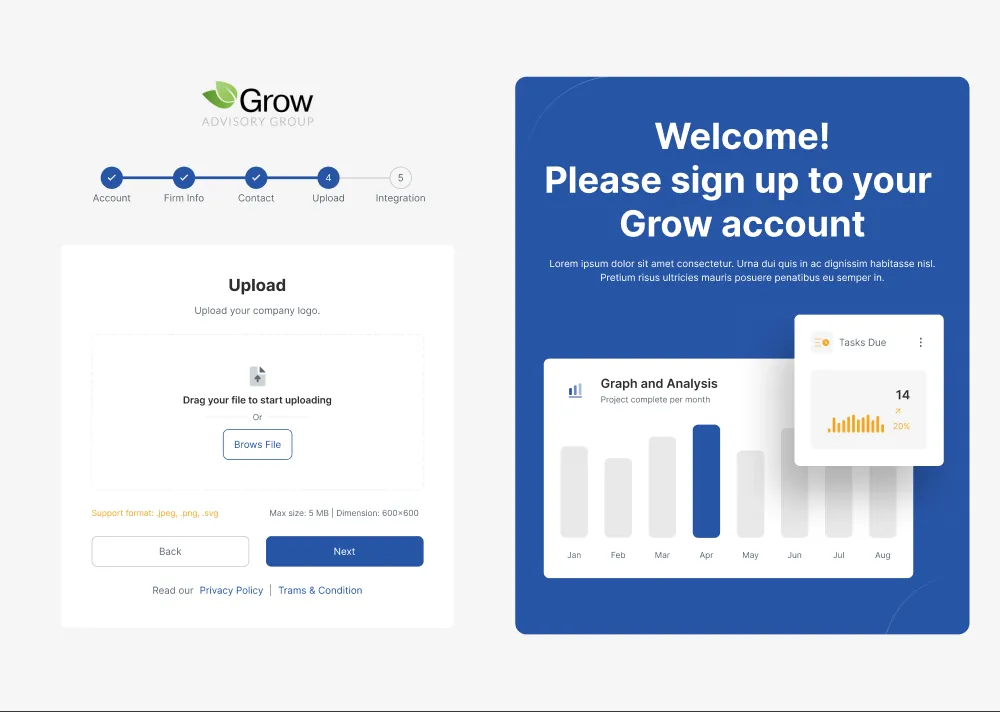 Grow
ADVISORY GROUP
4
5
Account
Firm Info
Contact
Upload
Integration
Upload
Upload your company logo.
Drag your file to start uploading
Or
Brows File
Support format: .jpeg, .png, .svg
Max size: 5 MB | Dimension: 600×600
Back
Next
Read our Privacy Policy | Trams & Condition
Welcome!
Please sign up to your
Grow account
Lorem ipsum dolor sit amet consectetur. Urna dui quis in ac dignissim habitasse nisl.
Pretium risus ultricies mauris posuere penatibus eu semper in.
Tasks Due
14
20%
Graph and Analysis
Project complete per month
Jan
Feb
Mar
Apr
May
Jun
Jul
Aug